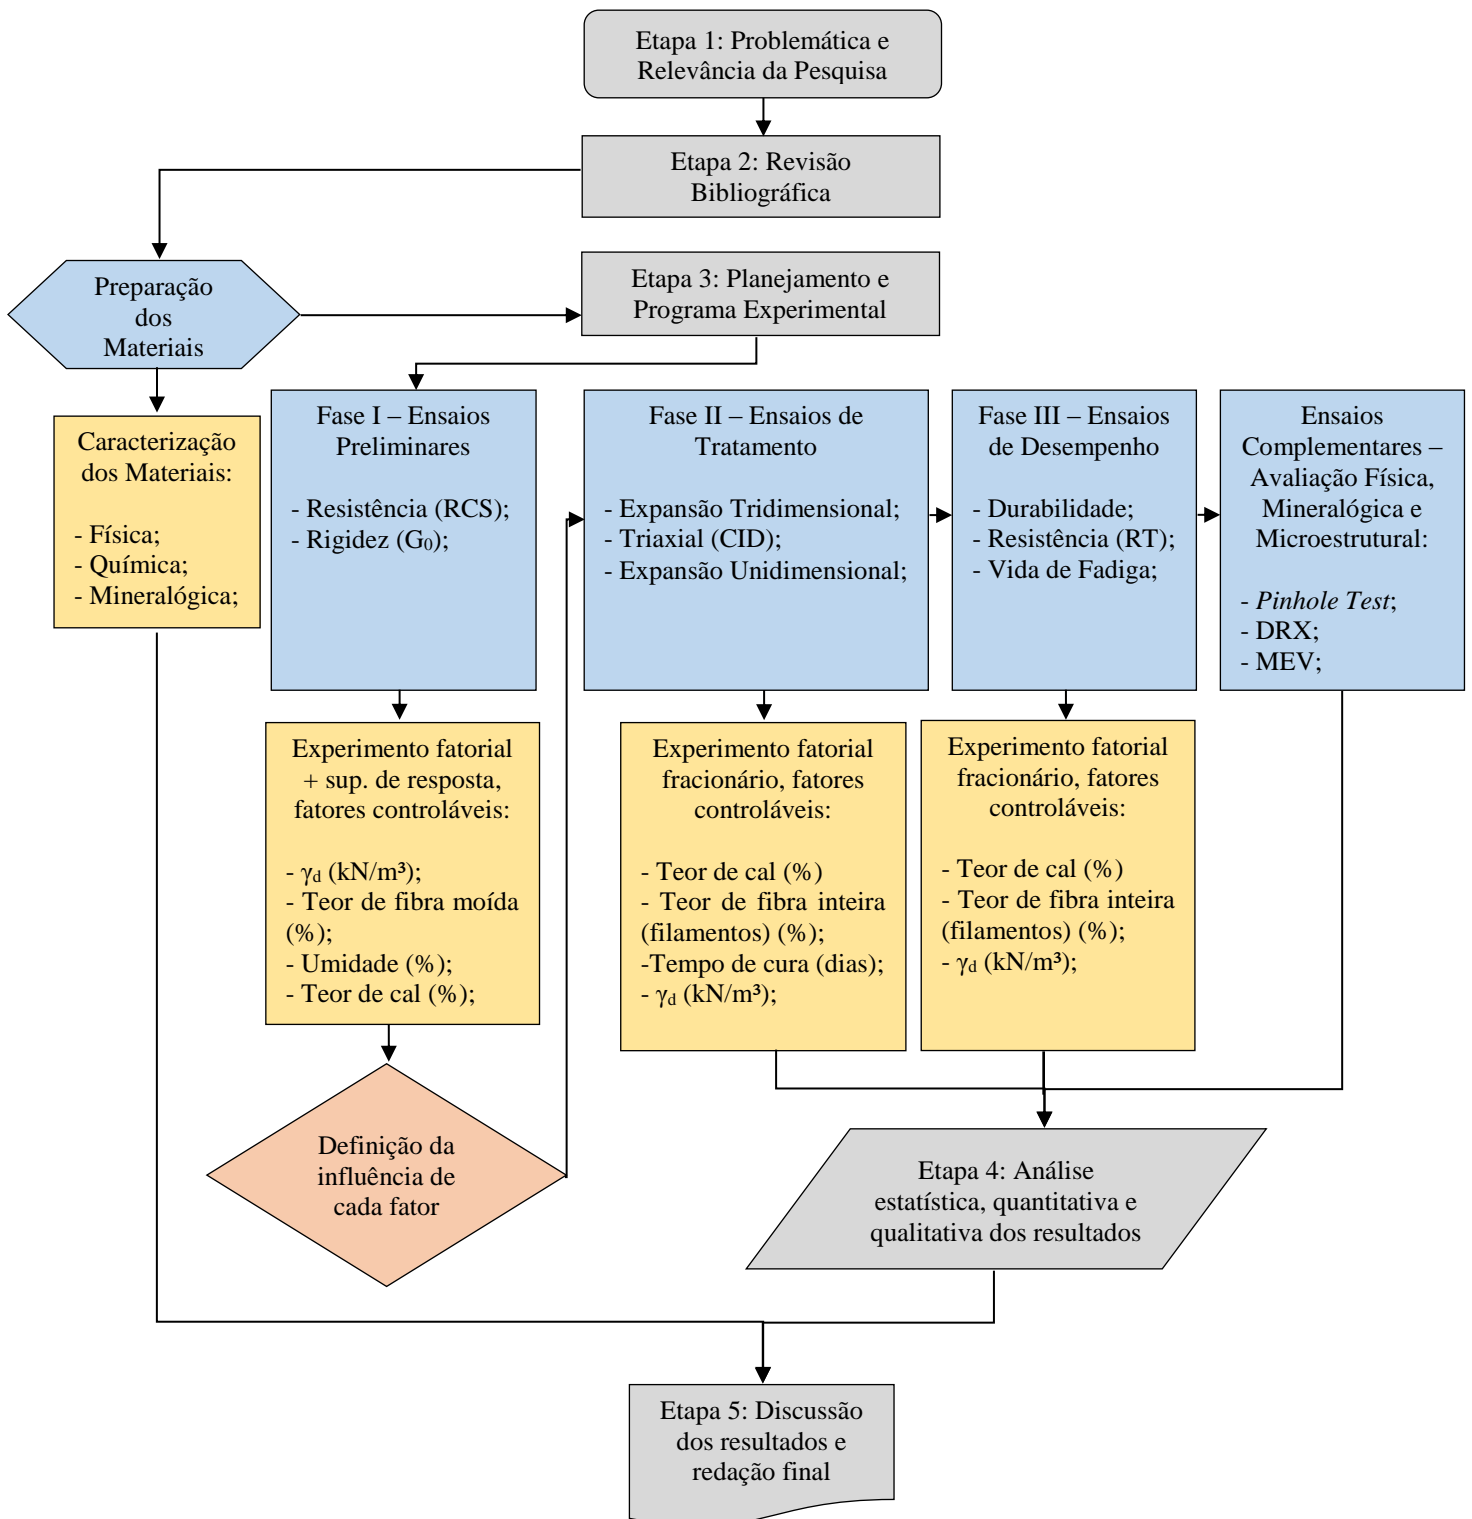 Etapa 1: Problemática e
Relevância da Pesquisa
Etapa 2: Revisão
Bibliográfica
Preparação
dos
Materiais
Etapa 3: Planejamento e
Programa Experimental
Caracterização
dos Materiais:
- Física;
- Química;
- Mineralógica;
Fase I – Ensaios
Preliminares
- Resistência (RCS);
- Rigidez (G₀);
Fase II – Ensaios de
Tratamento
- Expansão Tridimensional;
- Triaxial (CID);
- Expansão Unidimensional;
Fase III – Ensaios
de Desempenho
- Durabilidade;
- Resistência (RT);
- Vida de Fadiga;
Ensaios
Complementares –
Avaliação Física,
Mineralógica e
Microestrutural:
- Pinhole Test;
- DRX;
- MEV;
Experimento fatorial
+ sup. de resposta,
fatores controláveis:
- γd (kN/m³);
- Teor de fibra moída
(%);
- Umidade (%);
- Teor de cal (%);
Experimento fatorial
fracionário, fatores
controláveis:
- Teor de cal (%)
- Teor de fibra inteira
(filamentos) (%);
-Tempo de cura (dias);
- γd (kN/m³);
Experimento fatorial
fracionário, fatores
controláveis:
- Teor de cal (%)
- Teor de fibra inteira
(filamentos) (%);
- γd (kN/m³);
Definição da
influência de
cada fator
Etapa 4: Análise
estatística, quantitativa e
qualitativa dos resultados
Etapa 5: Discussão
dos resultados e
redação final